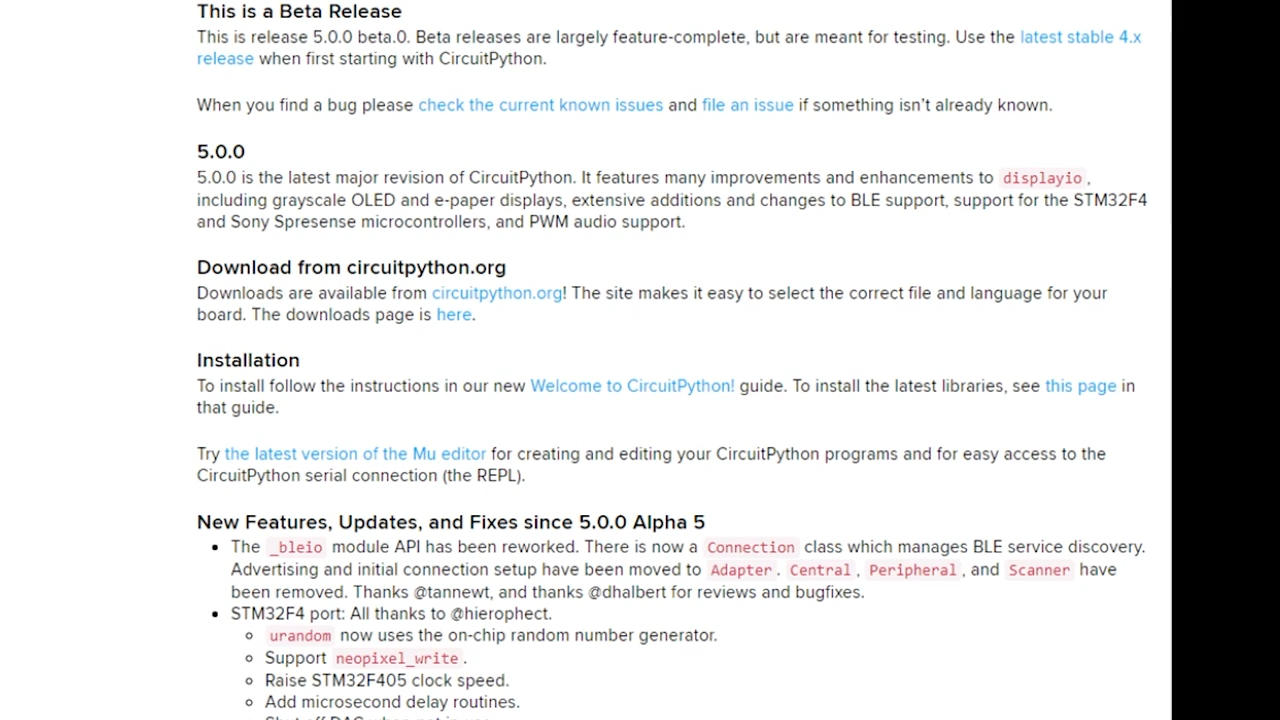 This is a Beta Release
This is release 5.0.0 beta.0. Beta releases are largely feature-complete, but are meant for testing. Use the latest stable 4.x
release when first starting with CircuitPython.
When you find a bug please check the current known issues and file an issue if something isn't already known.
5.0.0
5.0.0 is the latest major revision of CircuitPython. It features many improvements and enhancements to displayio,
including grayscale OLED and e-paper displays, extensive additions and changes to BLE support, support for the STM32F4
and Sony Spresense microcontrollers, and PWM audio support.
Download from circuitpython.org
Downloads are available from circuitpython.org! The site makes it easy to select the correct file and language for your
board. The downloads page is here.
Installation
To install follow the instructions in our new Welcome to CircuitPython! guide. To install the latest libraries, see this page in
that guide.
Try the latest version of the Mu editor for creating and editing your CircuitPython programs and for easy access to the
CircuitPython serial connection (the REPL).
New Features, Updates, and Fixes since 5.0.0 Alpha 5
• The _bleio module API has been reworked. There is now a Connection class which manages BLE service discovery.
Advertising and initial connection setup have been moved to Adapter. Central, Peripheral, and Scanner have
been removed. Thanks @tannewt, and thanks @dhalbert for reviews and bugfixes.
• STM32F4 port: All thanks to @hierophect.
◦ urandom now uses the on-chip random number generator.
◦ Support neopixel_write.
◦ Raise STM32F405 clock speed.
◦ Add microsecond delay routines.